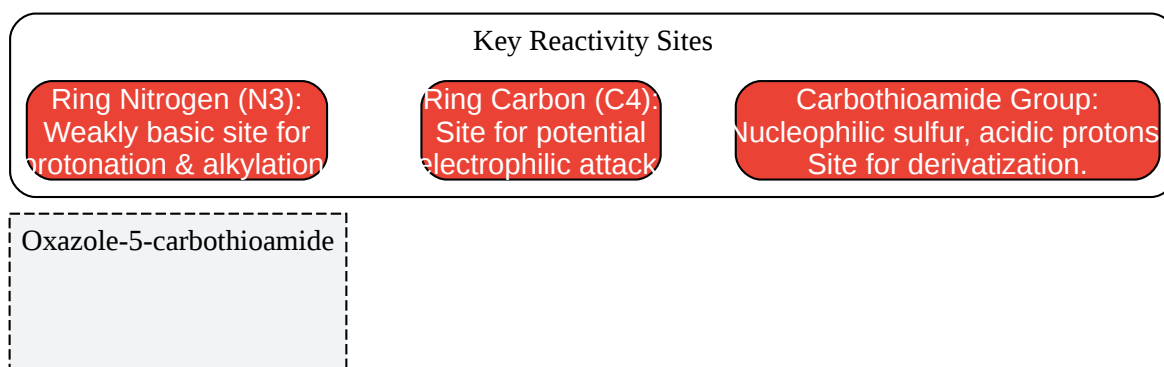 Key Reactivity Sites
Ring Nitrogen (N3):
Weakly basic site for
protonation & alkylation
Ring Carbon (C4):
Site for potential
electrophilic attack.
Carbothioamide Group:
Nucleophilic sulfur, acidic protons.
Site for derivatization.
Oxazole-5-carbothioamide